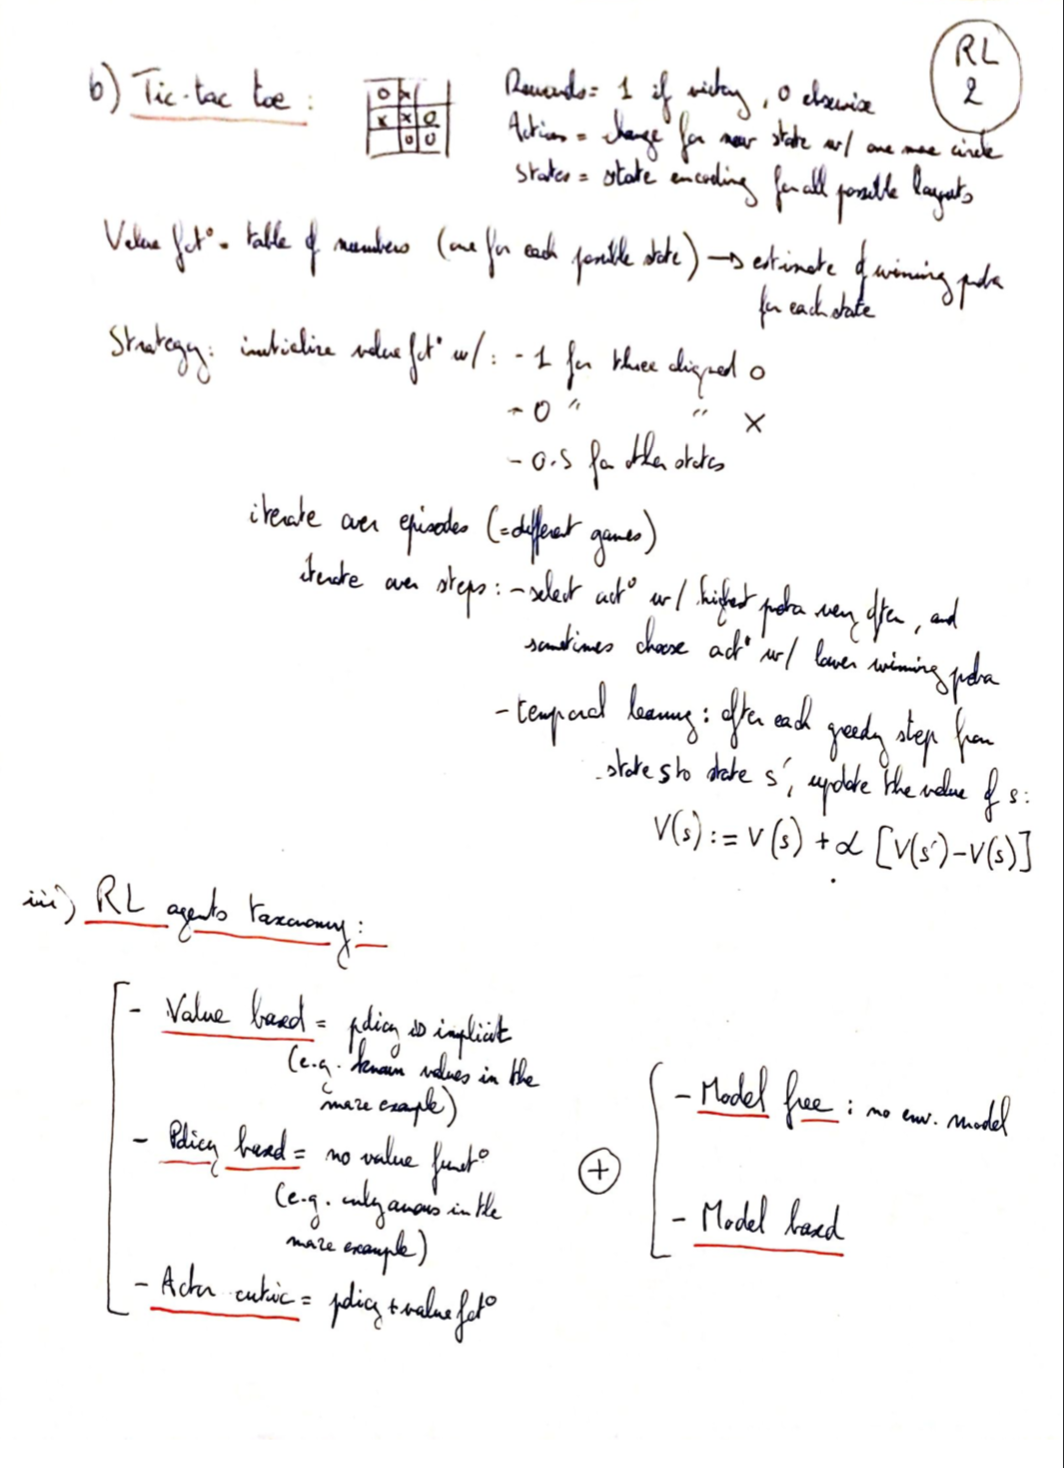 RL
2
b) Tic-tac toe :
o x
x x o
o o
Rewards = 1 if victory, 0 otherwise
Actions = change for new state w/ one more circle
States = state encoding for all possible layouts
Value fct° = table of numbers (one for each possible state) → estimate of winning proba
for each state
Strategy: initialize value fct° w/ : - 1 for three aligned o
- 0 " " X
- 0.5 for other states
iterate over episodes (=different games)
iterate over steps : - select act° w/ highest proba very often, and
sometimes choose act° w/ lower winning proba
- temporal learning : after each greedy step from
state s to state s', update the value of s :
V(s) := V(s) + α [V(s')-V(s)]
iii) RL agents taxonomy :
- Value based = policy is implicit
(e.g. known values in the
maze example)
- Policy based = no value funct°
(e.g. only arrows in the
maze example)
- Actor critic = policy + value fct°
+
- Model free : no env. model
- Model based